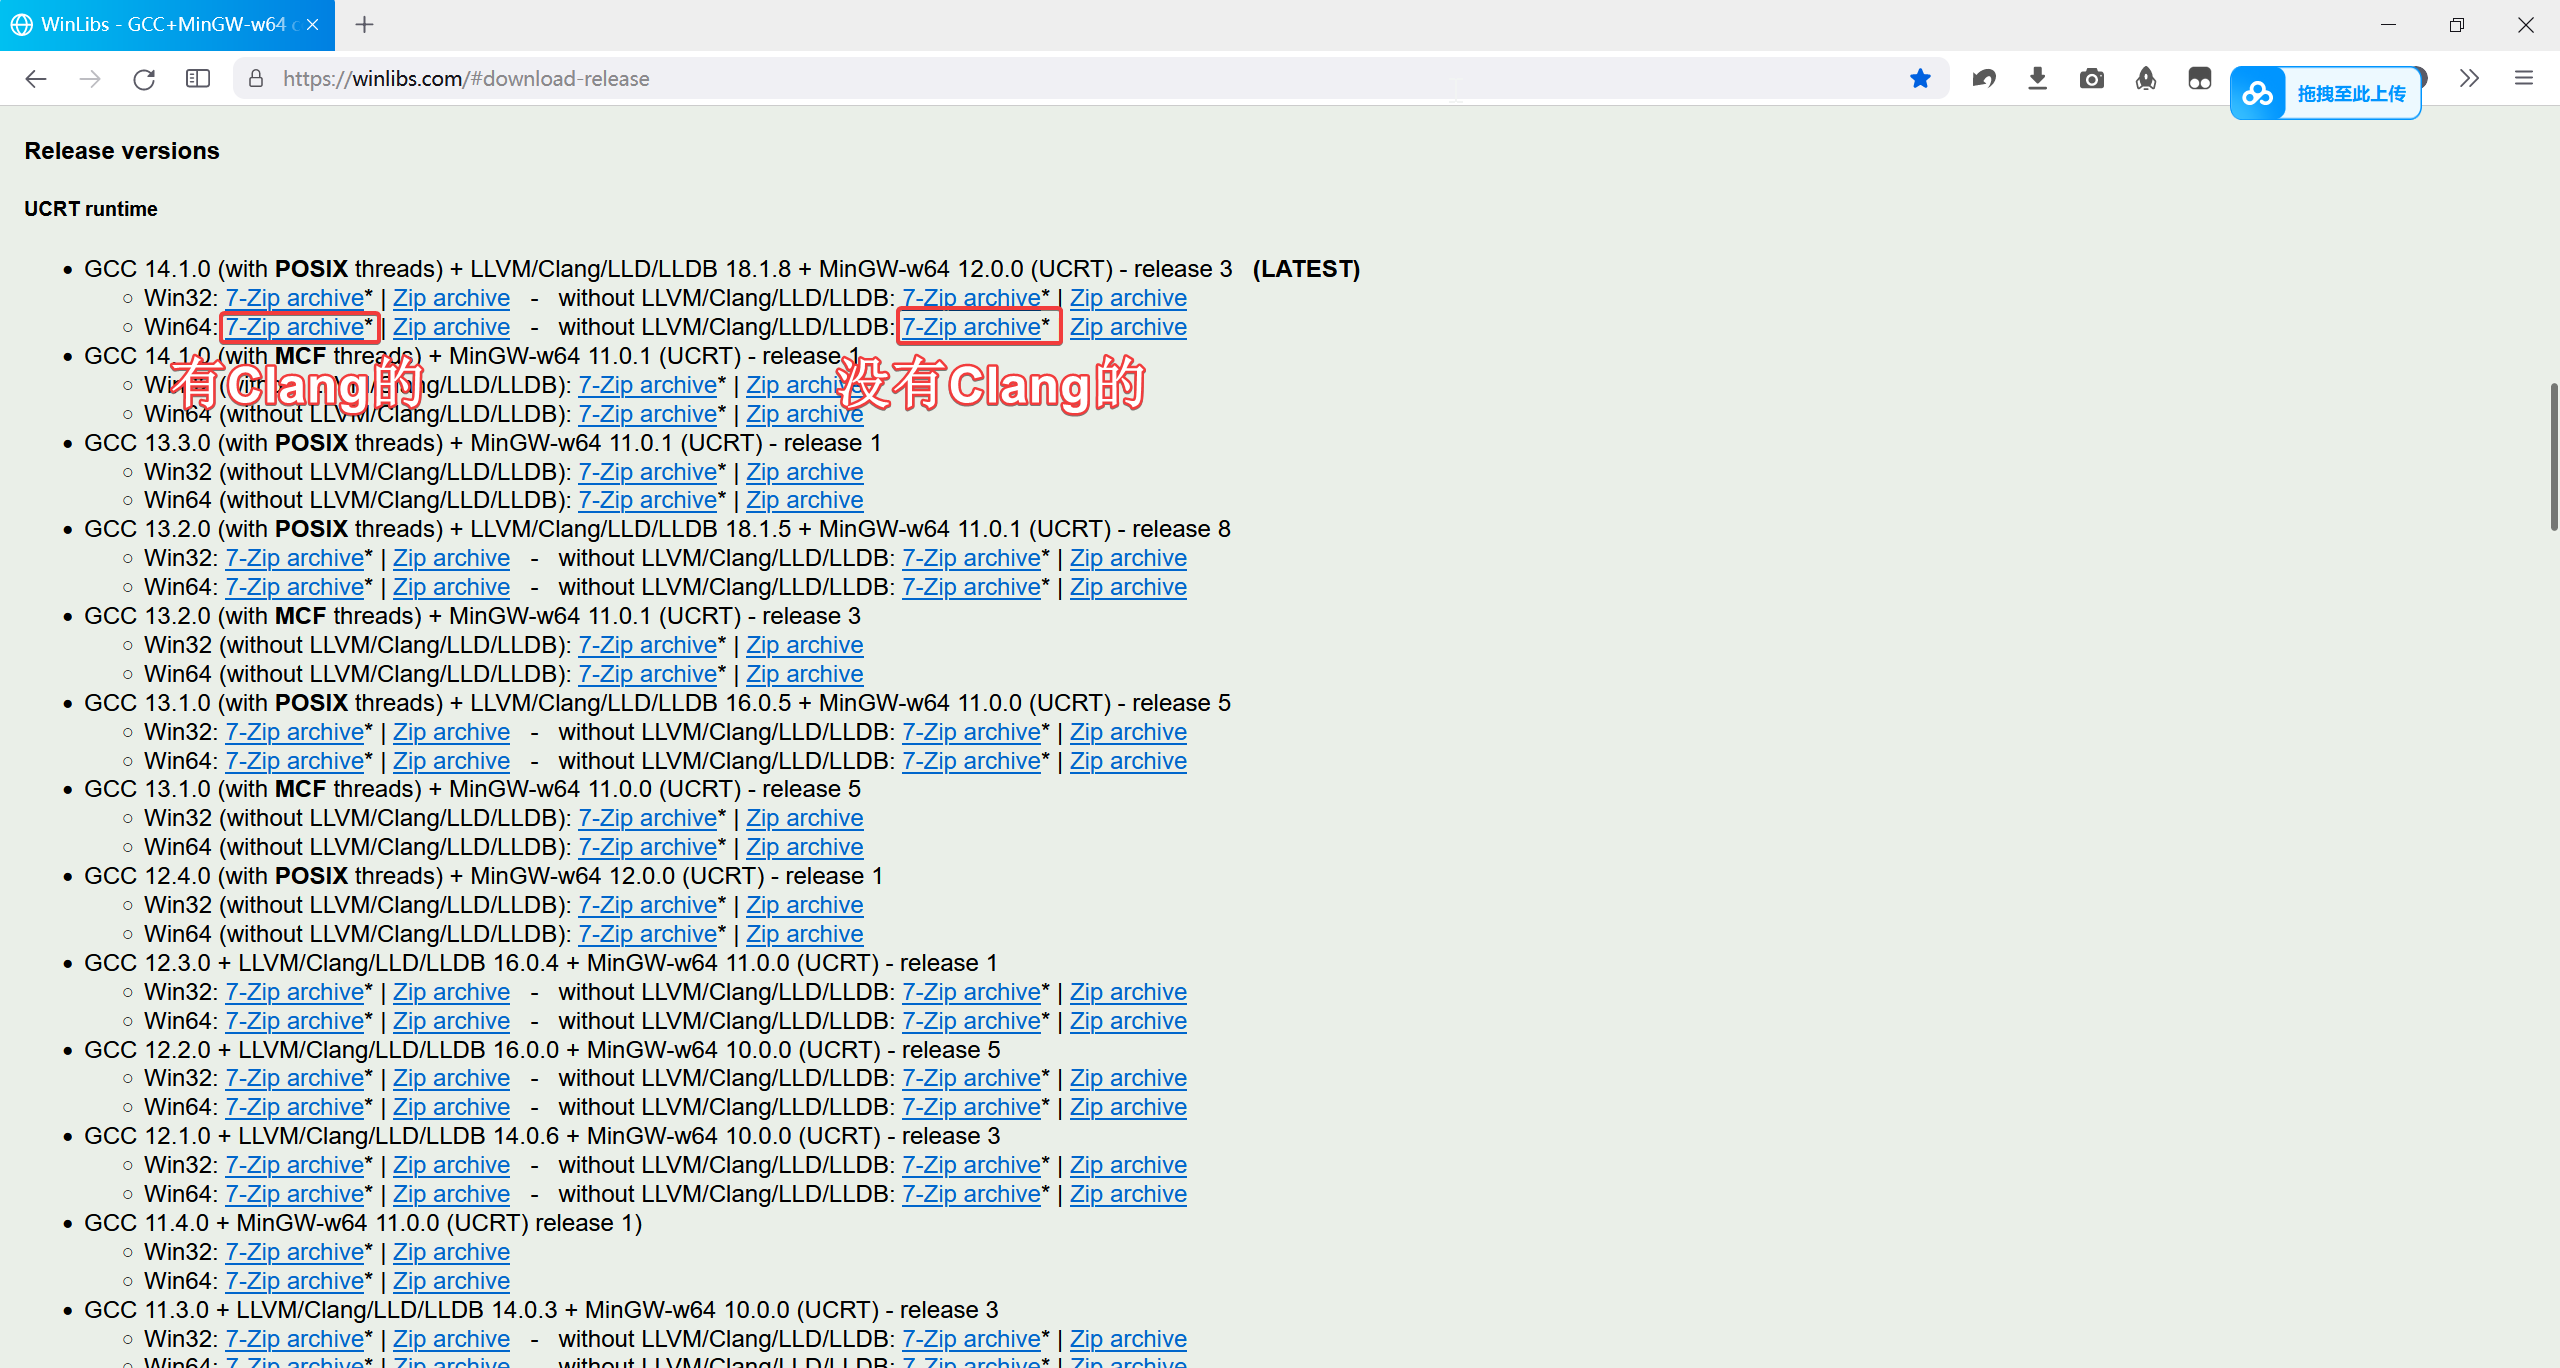 WinLibs - GCC+MinGW-w64 c
https://winlibs.com/#download-release
拖拽至此上传
Release versions
UCRT runtime
GCC 14.1.0 (with POSIX threads) + LLVM/Clang/LLD/LLDB 18.1.8 + MinGW-w64 12.0.0 (UCRT) - release 3 (LATEST)
Win32: 7-Zip archive* | Zip archive - without LLVM/Clang/LLD/LLDB: 7-Zip archive* | Zip archive
Win64: 7-Zip archive* | Zip archive - without LLVM/Clang/LLD/LLDB: 7-Zip archive* Zip archive
GCC 14.1.0 (with MCF threads) + MinGW-w64 11.0.1 (UCRT) - release 1
有Clang的
没有Clang的
Win32 (without LLVM/Clang/LLD/LLDB): 7-Zip archive* | Zip archive
Win64 (without LLVM/Clang/LLD/LLDB): 7-Zip archive* | Zip archive
GCC 13.3.0 (with POSIX threads) + MinGW-w64 11.0.1 (UCRT) - release 1
Win32 (without LLVM/Clang/LLD/LLDB): 7-Zip archive* | Zip archive
Win64 (without LLVM/Clang/LLD/LLDB): 7-Zip archive* | Zip archive
GCC 13.2.0 (with POSIX threads) + LLVM/Clang/LLD/LLDB 18.1.5 + MinGW-w64 11.0.1 (UCRT) - release 8
Win32: 7-Zip archive* | Zip archive - without LLVM/Clang/LLD/LLDB: 7-Zip archive* | Zip archive
Win64: 7-Zip archive* | Zip archive - without LLVM/Clang/LLD/LLDB: 7-Zip archive* | Zip archive
GCC 13.2.0 (with MCF threads) + MinGW-w64 11.0.1 (UCRT) - release 3
Win32 (without LLVM/Clang/LLD/LLDB): 7-Zip archive* | Zip archive
Win64 (without LLVM/Clang/LLD/LLDB): 7-Zip archive* | Zip archive
GCC 13.1.0 (with POSIX threads) + LLVM/Clang/LLD/LLDB 16.0.5 + MinGW-w64 11.0.0 (UCRT) - release 5
Win32: 7-Zip archive* | Zip archive - without LLVM/Clang/LLD/LLDB: 7-Zip archive* | Zip archive
Win64: 7-Zip archive* | Zip archive - without LLVM/Clang/LLD/LLDB: 7-Zip archive* | Zip archive
GCC 13.1.0 (with MCF threads) + MinGW-w64 11.0.0 (UCRT) - release 5
Win32 (without LLVM/Clang/LLD/LLDB): 7-Zip archive* | Zip archive
Win64 (without LLVM/Clang/LLD/LLDB): 7-Zip archive* | Zip archive
GCC 12.4.0 (with POSIX threads) + MinGW-w64 12.0.0 (UCRT) - release 1
Win32 (without LLVM/Clang/LLD/LLDB): 7-Zip archive* | Zip archive
Win64 (without LLVM/Clang/LLD/LLDB): 7-Zip archive* | Zip archive
GCC 12.3.0 + LLVM/Clang/LLD/LLDB 16.0.4 + MinGW-w64 11.0.0 (UCRT) - release 1
Win32: 7-Zip archive* | Zip archive - without LLVM/Clang/LLD/LLDB: 7-Zip archive* | Zip archive
Win64: 7-Zip archive* | Zip archive - without LLVM/Clang/LLD/LLDB: 7-Zip archive* | Zip archive
GCC 12.2.0 + LLVM/Clang/LLD/LLDB 16.0.0 + MinGW-w64 10.0.0 (UCRT) - release 5
Win32: 7-Zip archive* | Zip archive - without LLVM/Clang/LLD/LLDB: 7-Zip archive* | Zip archive
Win64: 7-Zip archive* | Zip archive - without LLVM/Clang/LLD/LLDB: 7-Zip archive* | Zip archive
GCC 12.1.0 + LLVM/Clang/LLD/LLDB 14.0.6 + MinGW-w64 10.0.0 (UCRT) - release 3
Win32: 7-Zip archive* | Zip archive - without LLVM/Clang/LLD/LLDB: 7-Zip archive* | Zip archive
Win64: 7-Zip archive* | Zip archive - without LLVM/Clang/LLD/LLDB: 7-Zip archive* | Zip archive
GCC 11.4.0 + MinGW-w64 11.0.0 (UCRT) release 1)
Win32: 7-Zip archive* | Zip archive
Win64: 7-Zip archive* | Zip archive
GCC 11.3.0 + LLVM/Clang/LLD/LLDB 14.0.3 + MinGW-w64 10.0.0 (UCRT) - release 3
Win32: 7-Zip archive* | Zip archive - without LLVM/Clang/LLD/LLDB: 7-Zip archive* | Zip archive
Win64: 7-Zip archive* | Zip archive - without LLVM/Clang/LLD/LLDB: 7-Zip archive* | Zip archive